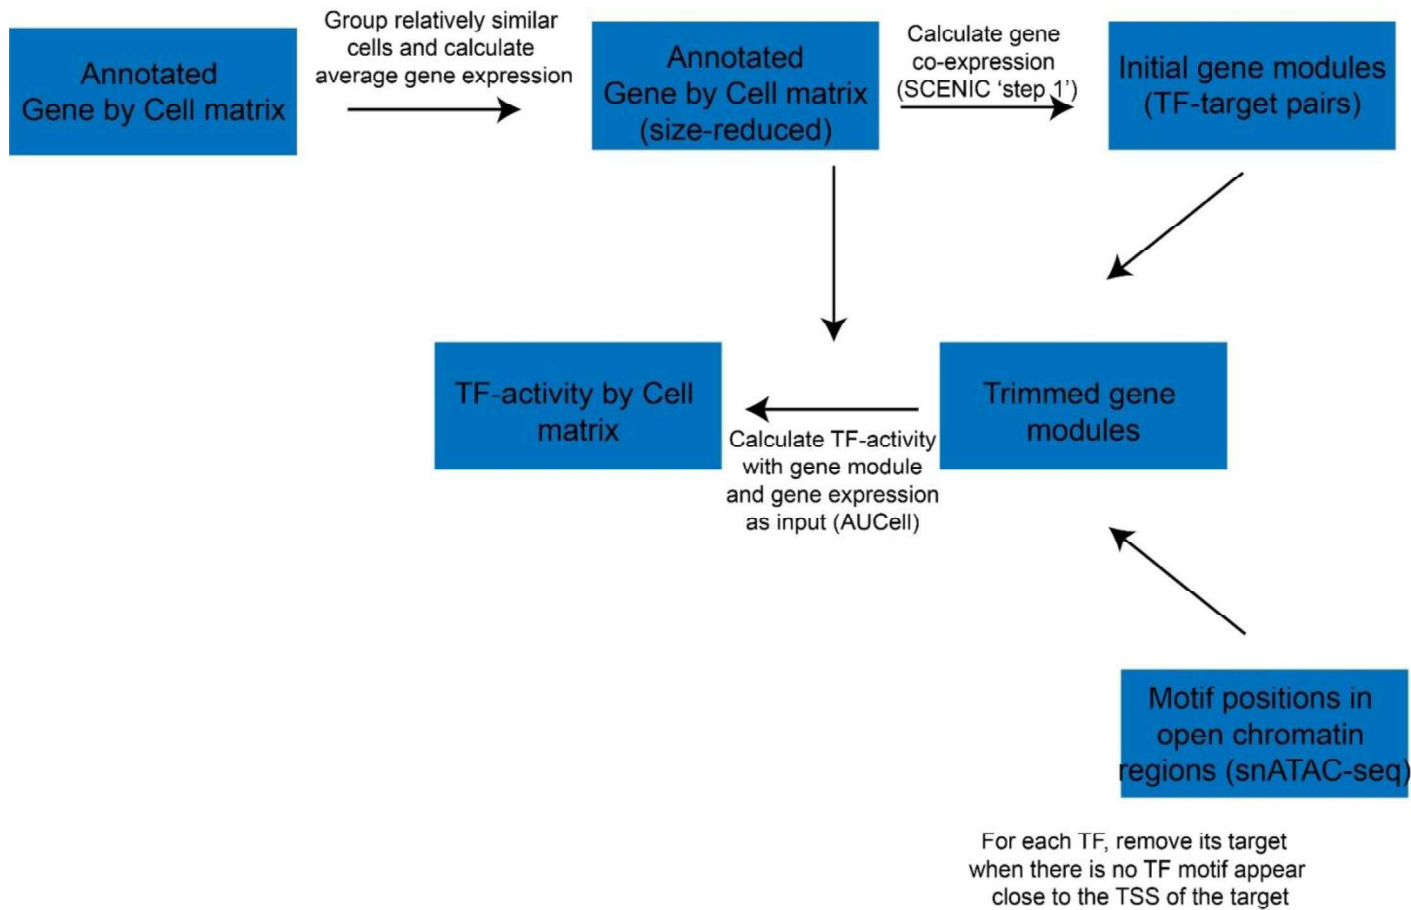 Annotated
Gene by Cell matrix
Group relatively similar
cells and calculate
average gene expression
Annotated
Gene by Cell matrix
(size-reduced)
Calculate gene
co-expression
(SCENIC ‘step 1’)
Initial gene modules
(TF-target pairs)
TF-activity by Cell
matrix
Calculate TF-activity
with gene module
and gene expression
as input (AUCell)
Trimmed gene
modules
Motif positions in
open chromatin
regions (snATAC-seq)
For each TF, remove its target
when there is no TF motif appear
close to the TSS of the target